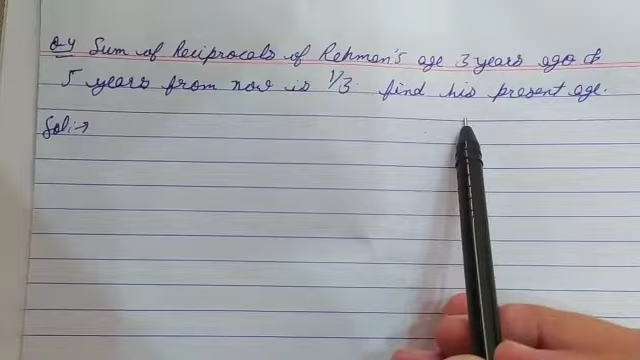 Q4 Sum of Reciprocals of Rehman's age 3 years ago &
5 years from now is 1/3. find his present age.
Sol:→